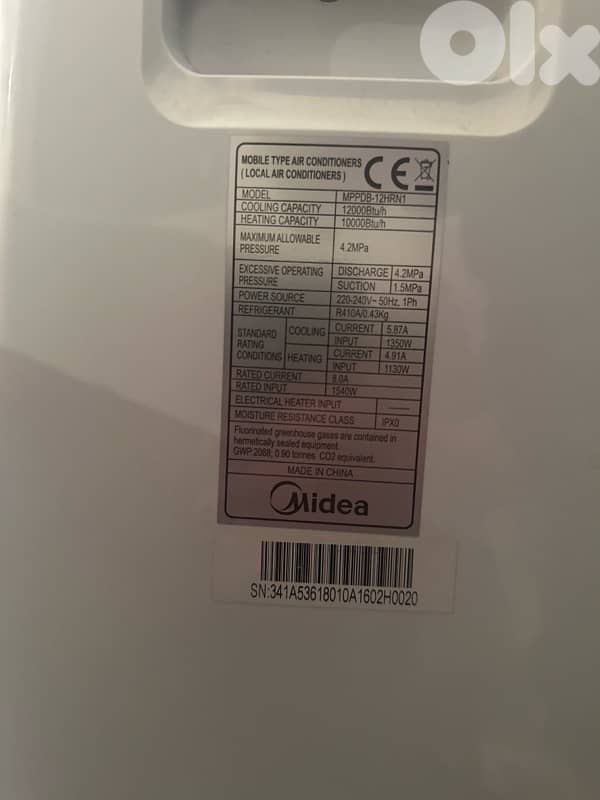 olx
MOBILE TYPE AIR CONDITIONERS
( LOCAL AIR CONDITIONERS )
CE
MODEL MPPDB-12HRN1
COOLING CAPACITY 12000Btu/h
HEATING CAPACITY 10000Btu/h
MAXIMUM ALLOWABLE PRESSURE 4.2MPa
EXCESSIVE OPERATING PRESSURE DISCHARGE 4.2MPa
SUCTION 1.5MPa
POWER SOURCE 220-240V~ 50Hz, 1Ph
REFRIGERANT R410A/0.43Kg
STANDARD RATING CONDITIONS COOLING CURRENT 5.87A
INPUT 1350W
HEATING CURRENT 4.91A
INPUT 1130W
RATED CURRENT 8.0A
RATED INPUT 1540W
ELECTRICAL HEATER INPUT ——
MOISTURE RESISTANCE CLASS IPX0
Fluorinated greenhouse gases are contained in
hermetically sealed equipment.
GWP:2088; 0.90 tonnes CO2 equivalent.
MADE IN CHINA
Midea
SN:341A53618010A1602H0020